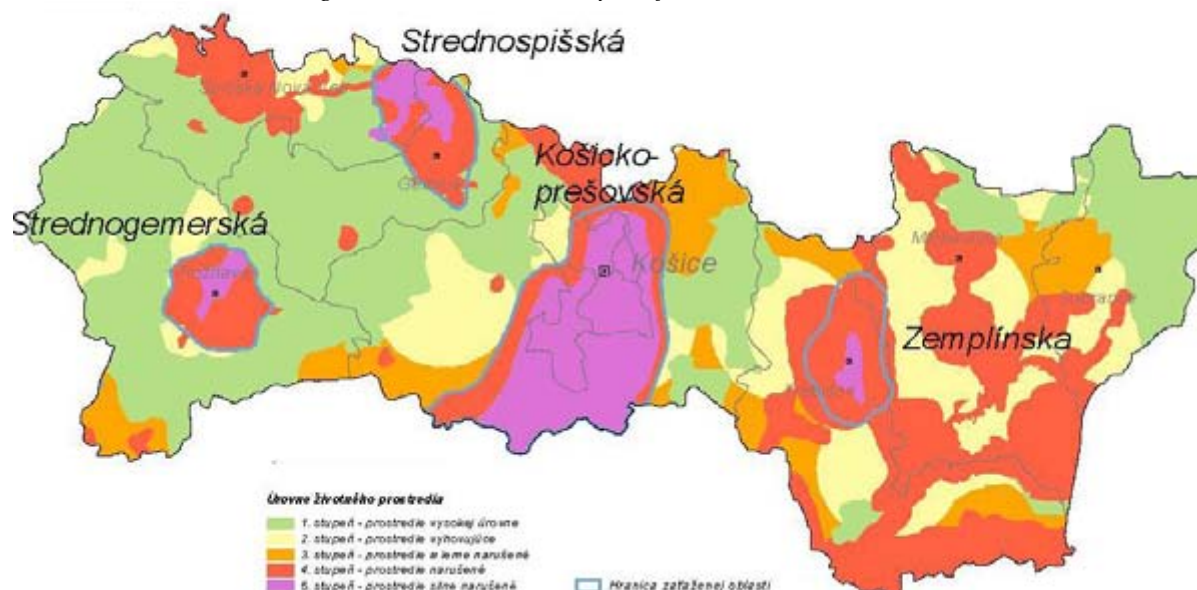 Strednospišská
Košicko-
prešovská
Strednogemerská
Košice
Zemplínska
Úrovne životného prostredia
1. stupeň - prostredie vysokej úrovne
2. stupeň - prostredie vyhovujúce
3. stupeň - prostredie mierne narušené
4. stupeň - prostredie narušené
5. stupeň - prostredie silne narušené
Hranica zaťaženej oblasti